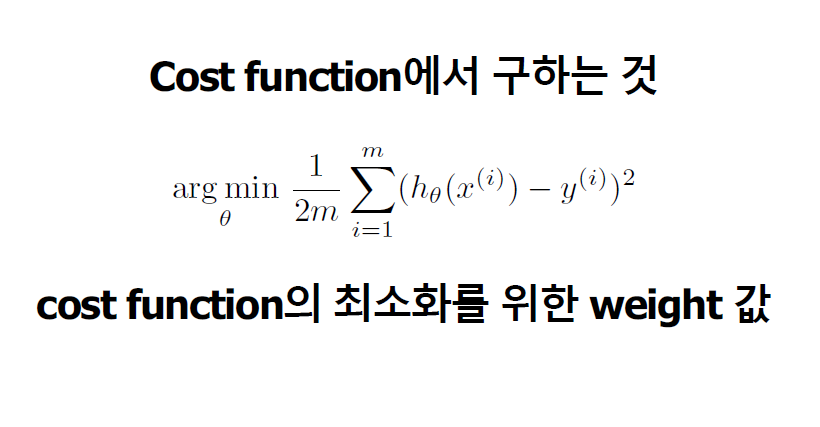 Cost function에서 구하는 것
arg min_θ 1/2m ∑_{i=1}^{m} (h_θ(x^{(i)}) − y^{(i)})^2
cost function의 최소화를 위한 weight 값